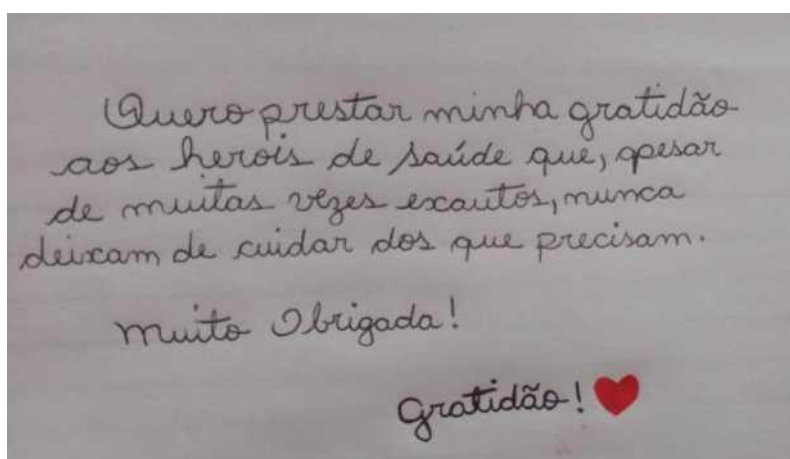 Quero prestar minha gratidão
aos herois de saúde que, apesar
de muitas vezes exautos, nunca
deixam de cuidar dos que precisam.
Muito Obrigada!
Gratidão! ❤